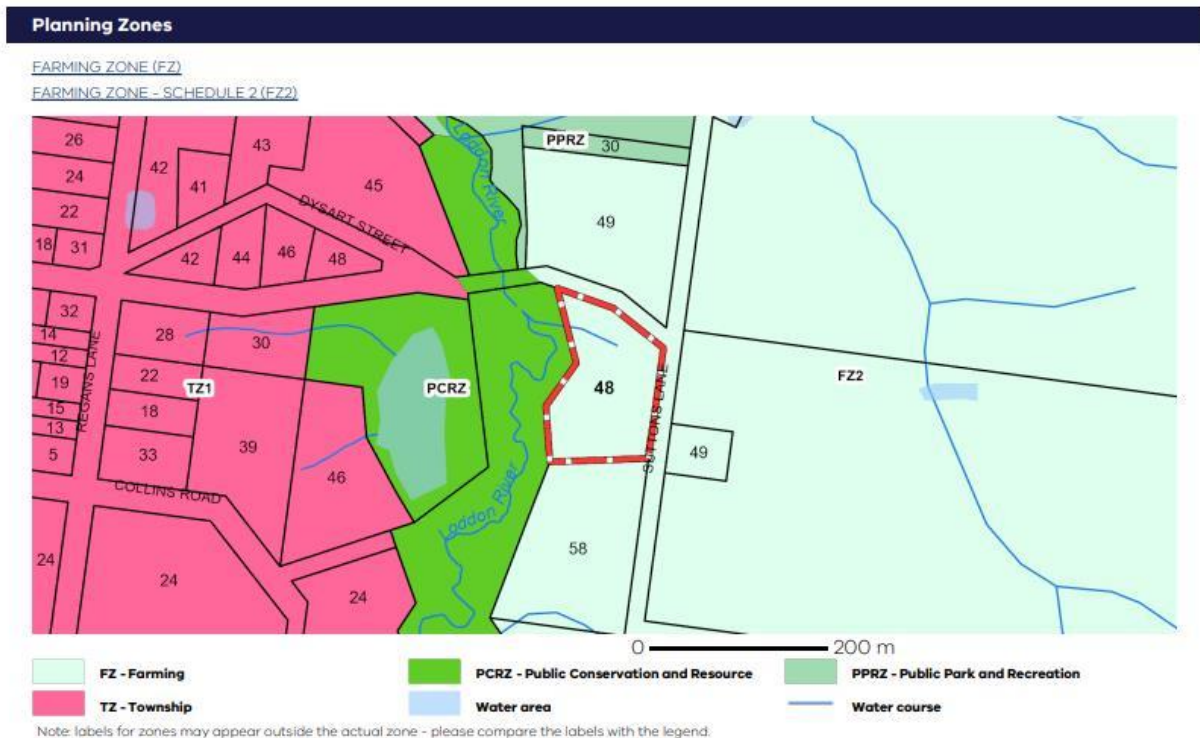 Planning Zones
FARMING ZONE (FZ)
FARMING ZONE - SCHEDULE 2 (FZ2)
26
43
42
24
41
45
22
18
31
DYSART STREET
42
44
46
48
Loddon River
PPRZ
30
49
32
14
12
19
15
13
5
REGANS LANE
28
30
22
TZ1
18
33
39
46
COLLINS ROAD
PCRZ
Loddon River
48
SUTTONS LANE
FZ2
49
58
24
24
24
0
200 m
FZ - Farming
PCRZ - Public Conservation and Resource
PPRZ - Public Park and Recreation
TZ - Township
Water area
Water course
Note: labels for zones may appear outside the actual zone - please compare the labels with the legend.